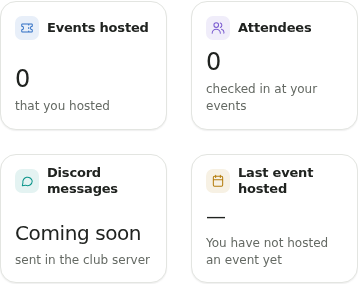 Events hosted
0
that you hosted
Attendees
0
checked in at your
events
Discord
messages
Coming soon
sent in the club server
Last event
hosted
—
You have not hosted
an event yet